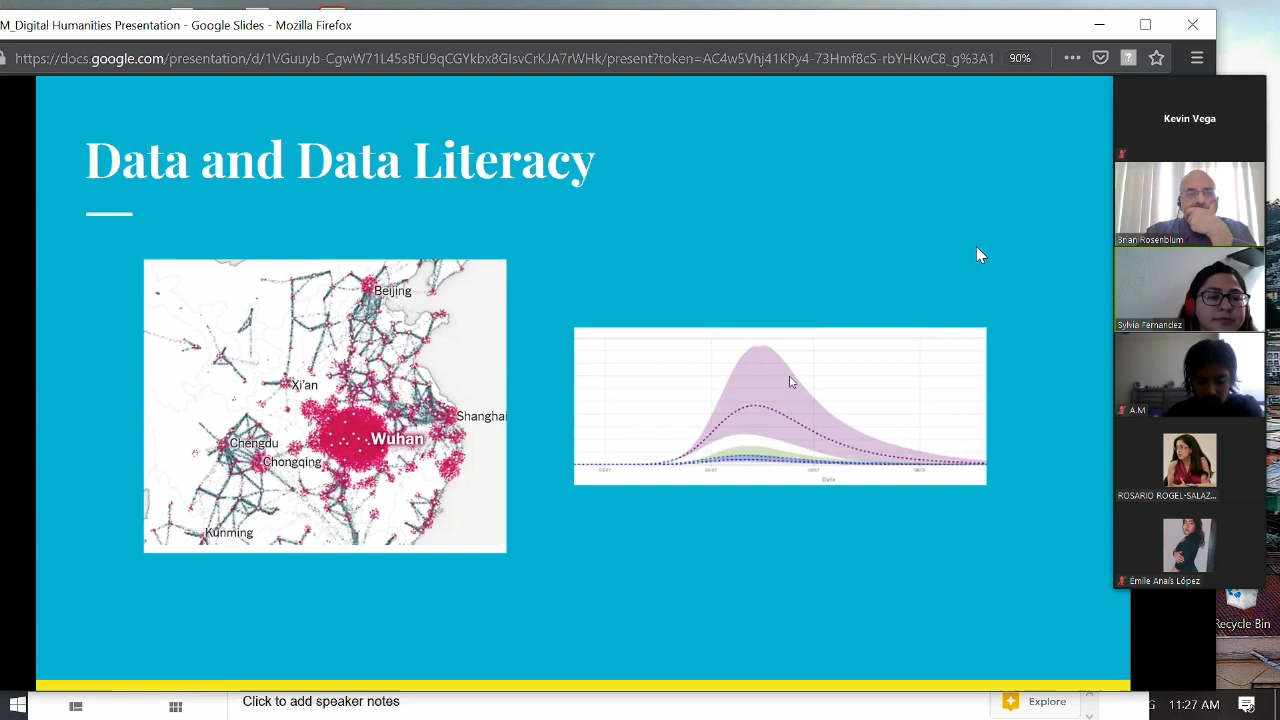 M_Digital Humanities Presentation - Google Slides - Mozilla Firefox
https://docs.google.com/presentation/d/1VGuuyb-CgwW71L45sBfU9qCGYkbx8GIsvCrKJA7rWHk/present?token=AC4w5Vhj41KPy4-73Hmf8cS-rbYHKwC8_g%3A1
90%
Data and Data Literacy
Beijing
Xi'an
Shanghai
Wuhan
Chengdu
Chongqing
Kunming
Date
Kevin Vega
Brian Rosenblum
Sylvia Fernandez
A.M
ROSARIO ROGEL-SALAZ...
Émile Anaís López
Recycle Bin
Click to add speaker notes
Explore
G
11:27 AM